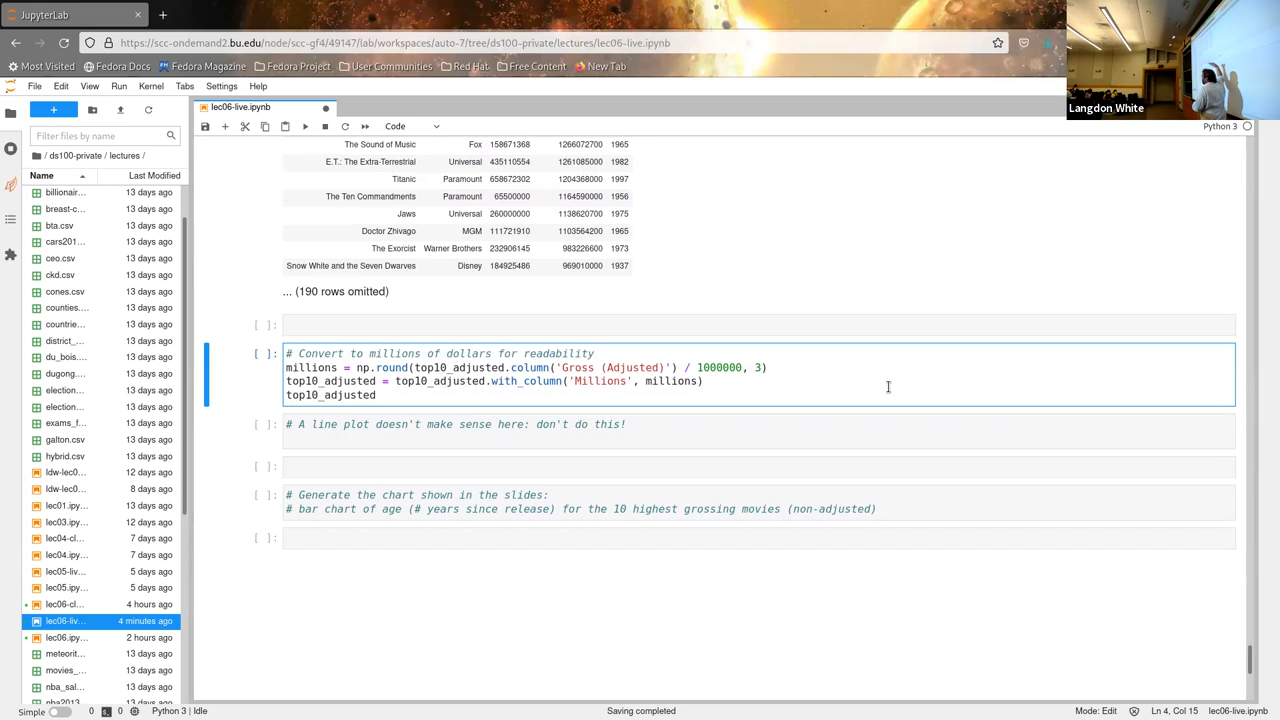 JupyterLab
https://scc-ondemand2.bu.edu/node/scc-gf4/49147/lab/workspaces/auto-7/tree/ds100-private/lectures/lec06-live.ipynb
Most Visited Fedora Docs Fedora Magazine Fedora Project User Communities Red Hat Free Content New Tab
Langdon White
File Edit View Run Kernel Tabs Settings Help
lec06-live.ipynb
Code Python 3
Filter files by name
/ ds100-private / lectures /
Name Last Modified
billionair... 13 days ago
breast-c... 13 days ago
bta.csv 13 days ago
cars201... 13 days ago
ceo.csv 13 days ago
ckd.csv 13 days ago
cones.csv 13 days ago
counties.... 13 days ago
countrie... 13 days ago
district_... 13 days ago
du_bois.... 13 days ago
dugong.... 13 days ago
election... 13 days ago
election... 13 days ago
exams_f... 13 days ago
galton.csv 13 days ago
hybrid.csv 13 days ago
ldw-lec0... 12 days ago
ldw-lec0... 8 days ago
lec01.ipy... 13 days ago
lec03.ipy... 12 days ago
lec04-cl... 7 days ago
lec04.ipy... 7 days ago
lec05-liv... 5 days ago
lec05.ipy... 5 days ago
lec06-cl... 4 hours ago
lec06-liv... 4 minutes ago
lec06.ipy... 2 hours ago
meteorit... 13 days ago
movies_... 13 days ago
nba_sal... 13 days ago
nba2013... 13 days ago
The Sound of Music Fox 158671368 1266072700 1965
E.T.: The Extra-Terrestrial Universal 435110554 1261085000 1982
Titanic Paramount 658672302 1204368000 1997
The Ten Commandments Paramount 65500000 1164590000 1956
Jaws Universal 260000000 1138620700 1975
Doctor Zhivago MGM 111721910 1103564200 1965
The Exorcist Warner Brothers 232906145 983226600 1973
Snow White and the Seven Dwarves Disney 184925486 969010000 1937
... (190 rows omitted)
[ ]:
[ ]: # Convert to millions of dollars for readability
millions = np.round(top10_adjusted.column('Gross (Adjusted)') / 1000000, 3)
top10_adjusted = top10_adjusted.with_column('Millions', millions)
top10_adjusted
[ ]: # A line plot doesn't make sense here: don't do this!
[ ]:
[ ]: # Generate the chart shown in the slides:
# bar chart of age (# years since release) for the 10 highest grossing movies (non-adjusted)
[ ]:
Simple 0 0 Python 3 | Idle Saving completed Mode: Edit Ln 4, Col 15 lec06-live.ipynb